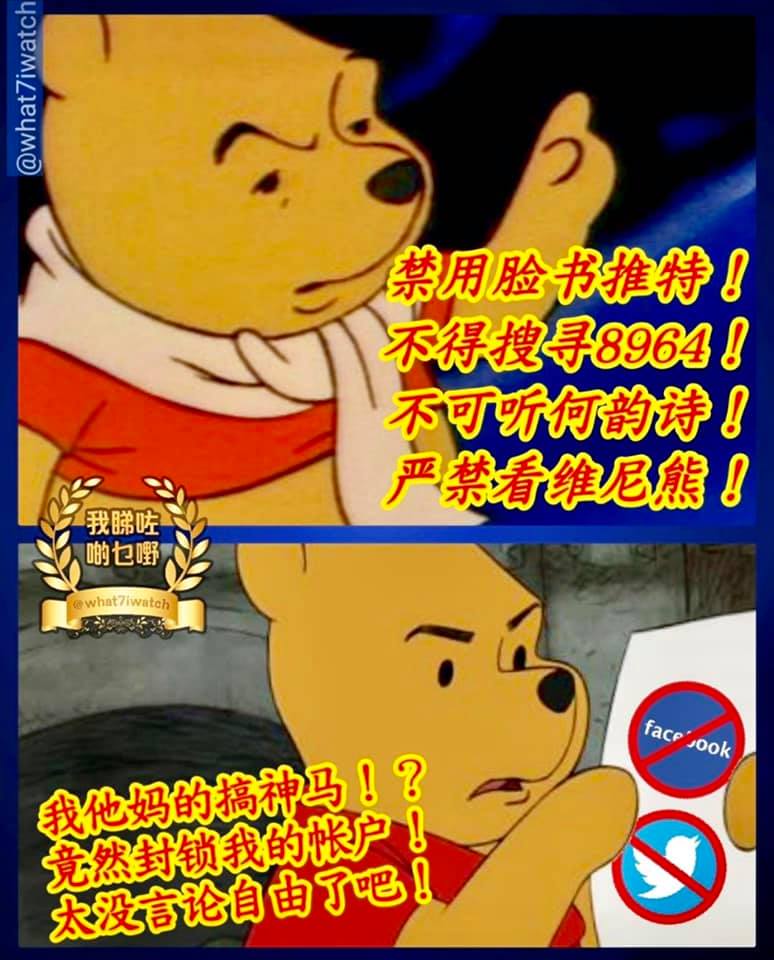 @what7iwatch
禁用脸书推特！
不得搜寻8964！
不可听何韵诗！
严禁看维尼熊！
我睇咗
啲乜嘢
@what7iwatch
facebook
我他妈的搞神马！？
竟然封锁我的帐户！
太没言论自由了吧！